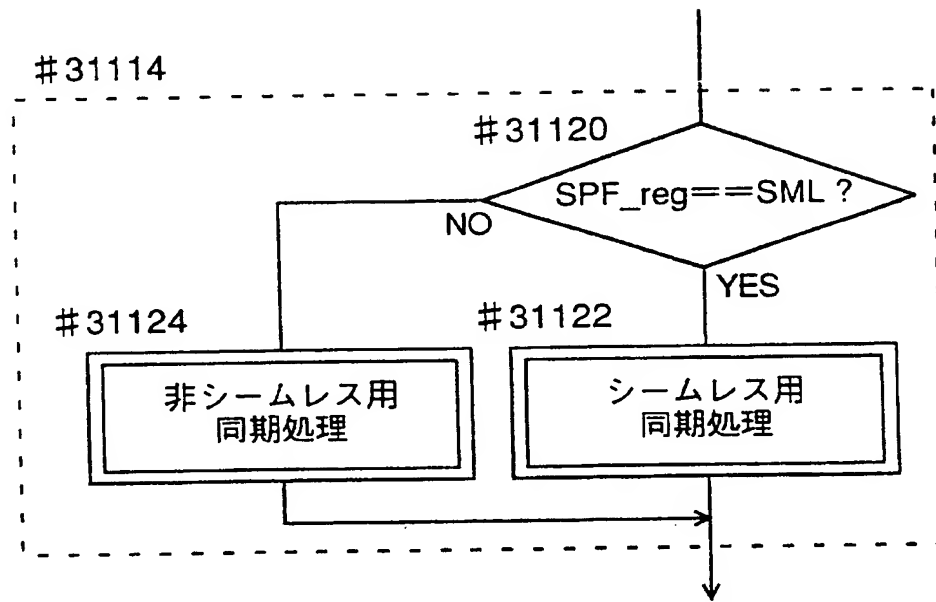 #31114
#31120
SPF_reg==SML ?
NO
YES
#31124
#31122
非シームレス用
同期処理
シームレス用
同期処理